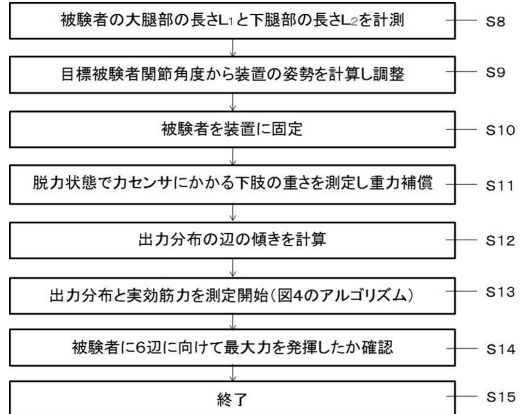 被験者の大腿部の長さL₁と下腿部の長さL₂を計測 S8
目標被験者関節角度から装置の姿勢を計算し調整 S9
被験者を装置に固定 S10
脱力状態で力センサにかかる下肢の重さを測定し重力補償 S11
出力分布の辺の傾きを計算 S12
出力分布と実効筋力を測定開始(図4のアルゴリズム) S13
被験者に6辺に向けて最大力を発揮したか確認 S14
終了 S15